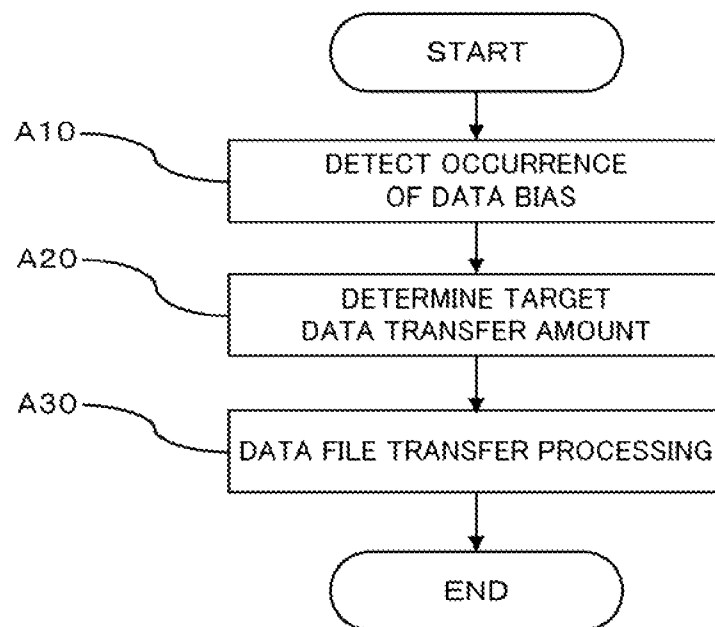 START
A10
DETECT OCCURRENCE
OF DATA BIAS
A20
DETERMINE TARGET
DATA TRANSFER AMOUNT
A30
DATA FILE TRANSFER PROCESSING
END